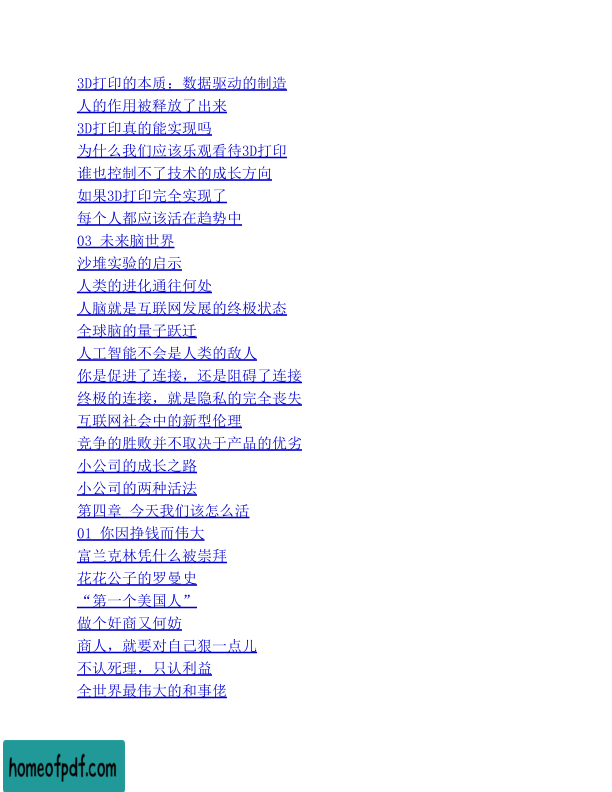 3D打印的本质：数据驱动的制造
人的作用被释放了出来
3D打印真的能实现吗
为什么我们应该乐观看待3D打印
谁也控制不了技术的成长方向
如果3D打印完全实现了
每个人都应该活在趋势中
03 未来脑世界
沙堆实验的启示
人类的进化通往何处
人脑就是互联网发展的终极状态
全球脑的量子跃迁
人工智能不会是人类的敌人
你是促进了连接，还是阻碍了连接
终极的连接，就是隐私的完全丧失
互联网社会中的新型伦理
竞争的胜败并不取决于产品的优劣
小公司的成长之路
小公司的两种活法
第四章 今天我们该怎么活
01 你因挣钱而伟大
富兰克林凭什么被崇拜
花花公子的罗曼史
“第一个美国人”
做个奸商又何妨
商人，就要对自己狠一点儿
不认死理，只认利益
全世界最伟大的和事佬
homeofpdf.com